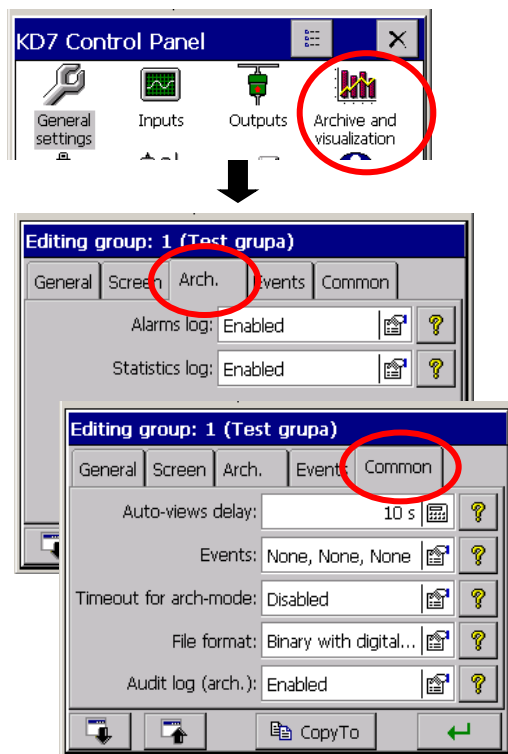 KD7 Control Panel
General settings
Inputs
Outputs
Archive and visualization
Editing group: 1 (Test grupa)
General Screen Arch. Events Common
Alarms log: Enabled
Statistics log: Enabled
Editing group: 1 (Test grupa)
General Screen Arch. Events Common
Auto-views delay: 10 s
Events: None, None, None
Timeout for arch-mode: Disabled
File format: Binary with digital...
Audit log (arch.): Enabled
CopyTo